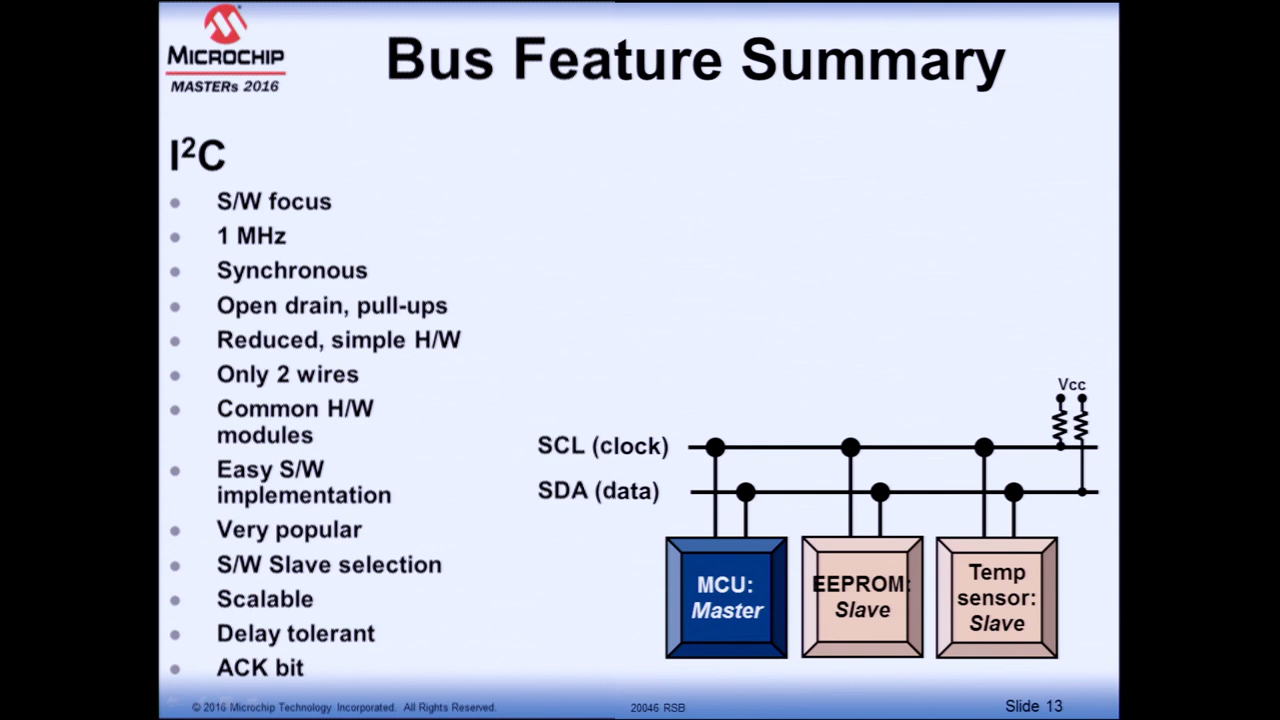 MICROCHIP
MASTERs 2016
Bus Feature Summary
I²C
S/W focus
1 MHz
Synchronous
Open drain, pull-ups
Reduced, simple H/W
Only 2 wires
Common H/W
modules
Easy S/W
implementation
Very popular
S/W Slave selection
Scalable
Delay tolerant
ACK bit
Vcc
SCL (clock)
SDA (data)
MCU:
Master
EEPROM:
Slave
Temp
sensor:
Slave
© 2016 Microchip Technology Incorporated. All Rights Reserved.
20046 RSB
Slide 13